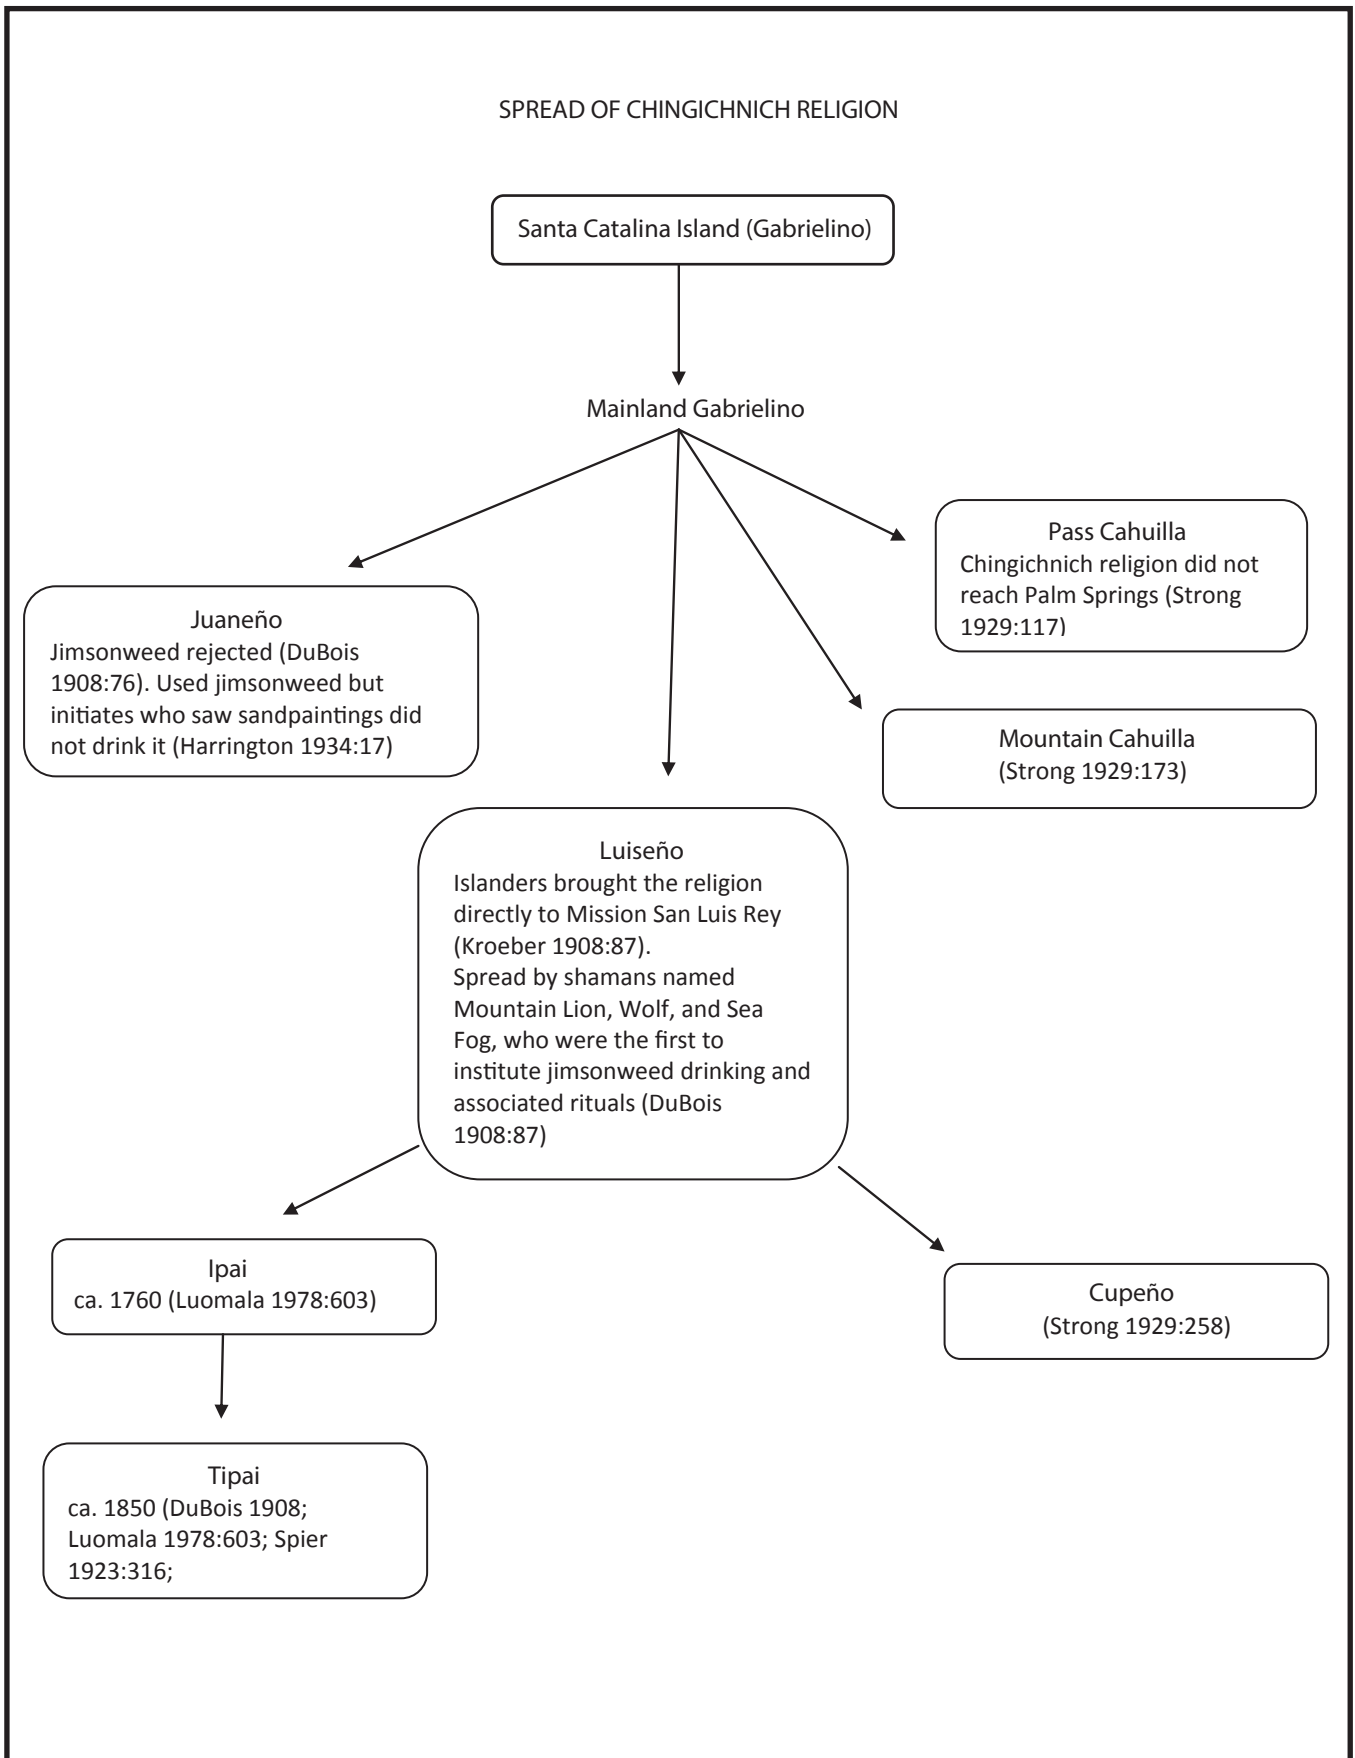 SPREAD OF CHINGICHNICH RELIGION
Santa Catalina Island (Gabrielino)
Mainland Gabrielino
Pass Cahuilla
Chingichnich religion did not
reach Palm Springs (Strong
1929:117)
Juaneño
Jimsonweed rejected (DuBois
1908:76). Used jimsonweed but
initiates who saw sandpaintings did
not drink it (Harrington 1934:17)
Mountain Cahuilla
(Strong 1929:173)
Luiseño
Islanders brought the religion
directly to Mission San Luis Rey
(Kroeber 1908:87).
Spread by shamans named
Mountain Lion, Wolf, and Sea
Fog, who were the first to
institute jimsonweed drinking and
associated rituals (DuBois
1908:87)
Ipai
ca. 1760 (Luomala 1978:603)
Cupeño
(Strong 1929:258)
Tipai
ca. 1850 (DuBois 1908;
Luomala 1978:603; Spier
1923:316;